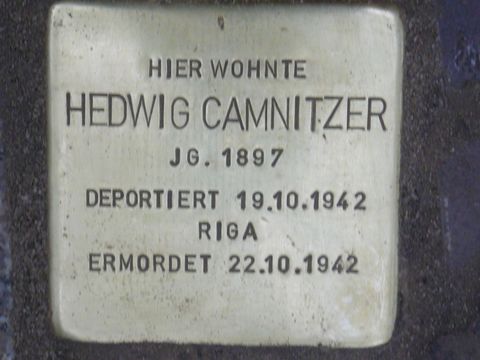 HIER WOHNTE
HEDWIG CAMNITZER
JG. 1897
DEPORTIERT 19.10.1942
RIGA
ERMORDET 22.10.1942